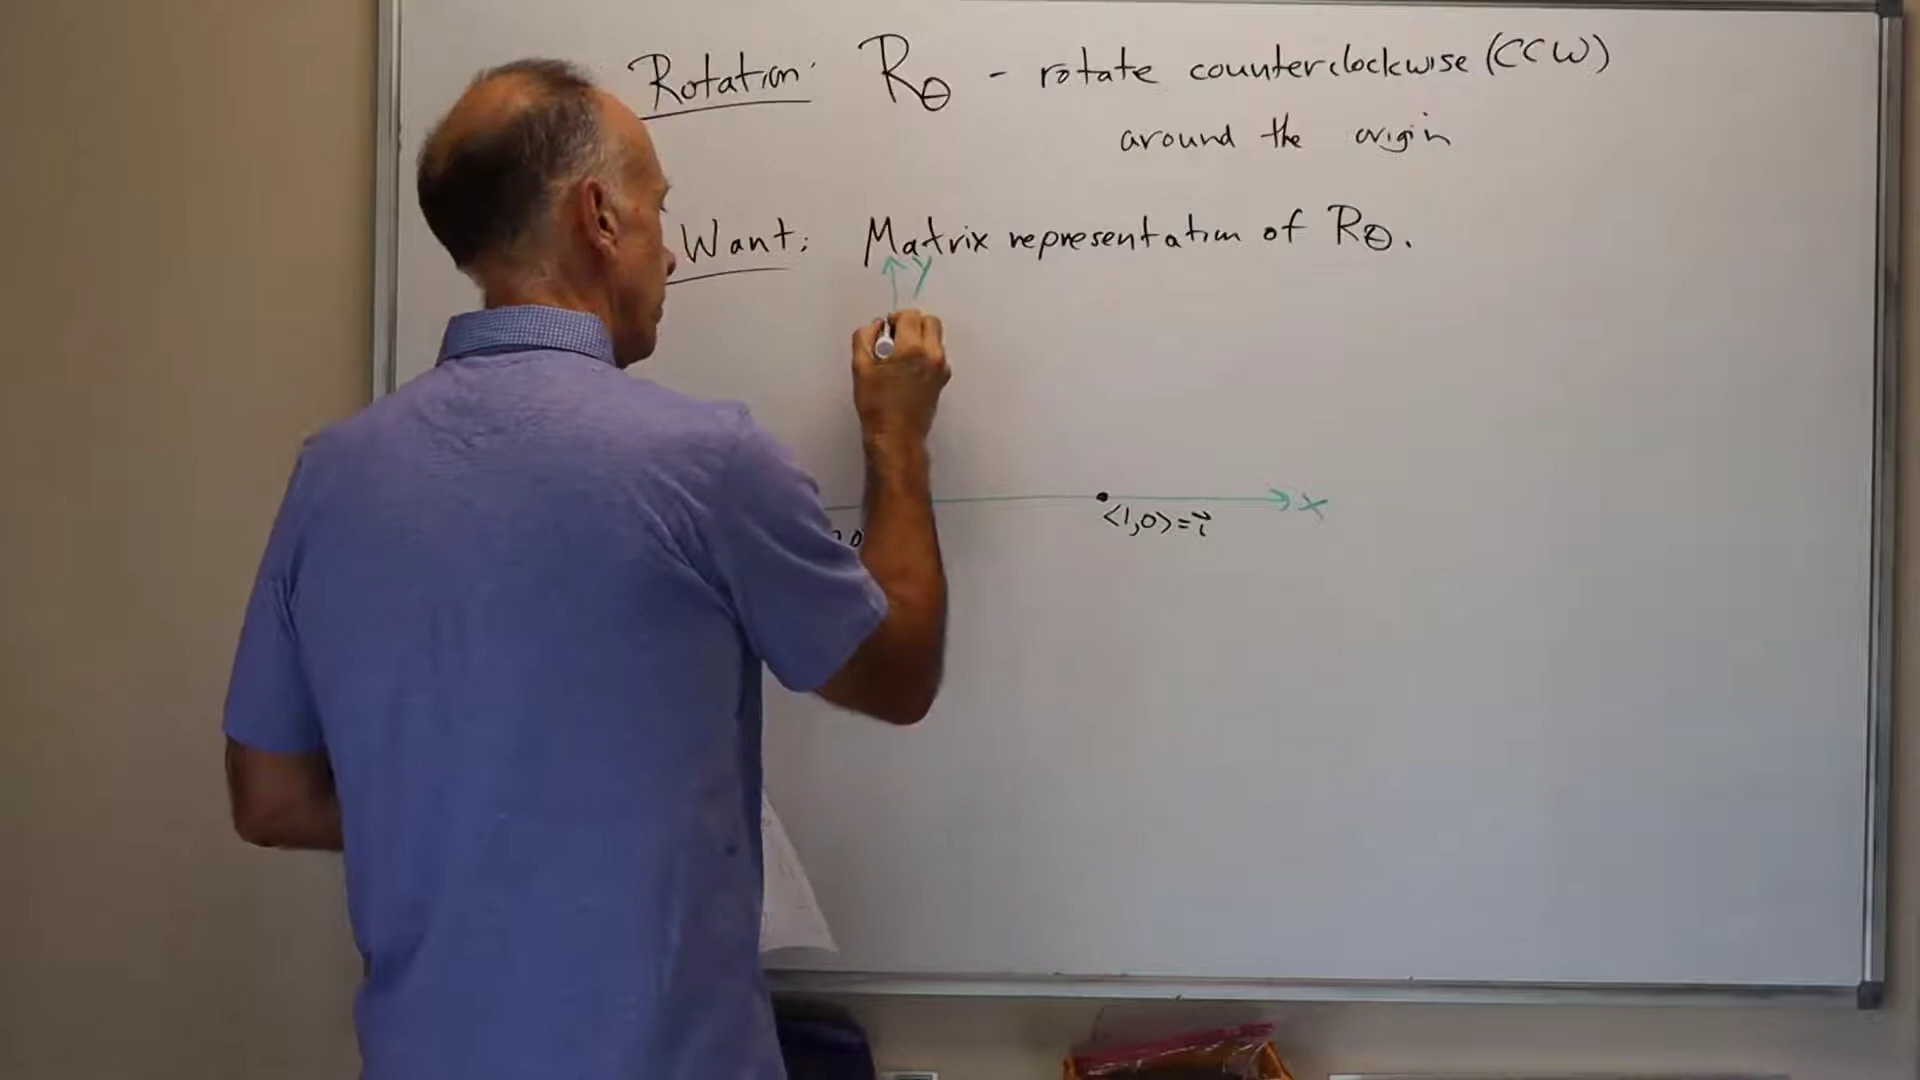 Rotation: Rθ - rotate counterclockwise (CCW)
around the origin
Want: Matrix representation of Rθ.
y
x
<1,0>=i⃗